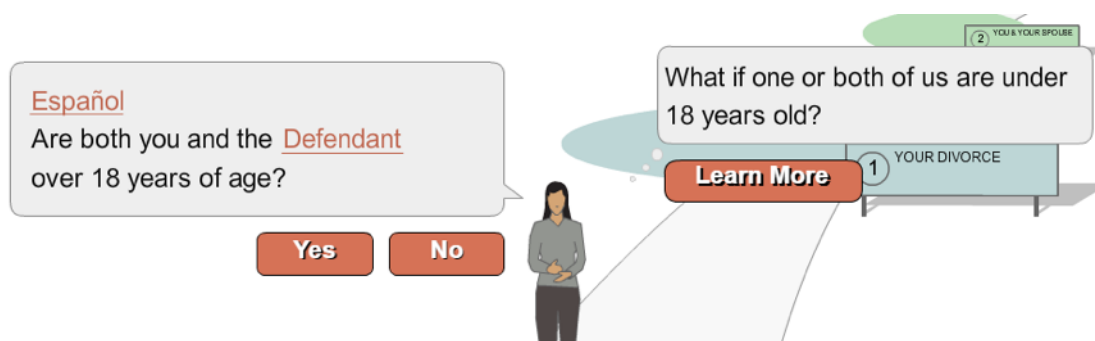 Español
Are both you and the Defendant
over 18 years of age?
Yes
No
What if one or both of us are under
18 years old?
Learn More
2 YOU & YOUR SPOUSE
1 YOUR DIVORCE